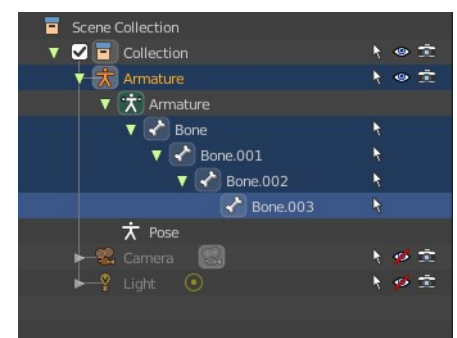 Scene Collection
Collection
Armature
Armature
Bone
Bone.001
Bone.002
Bone.003
Pose
Camera
Light